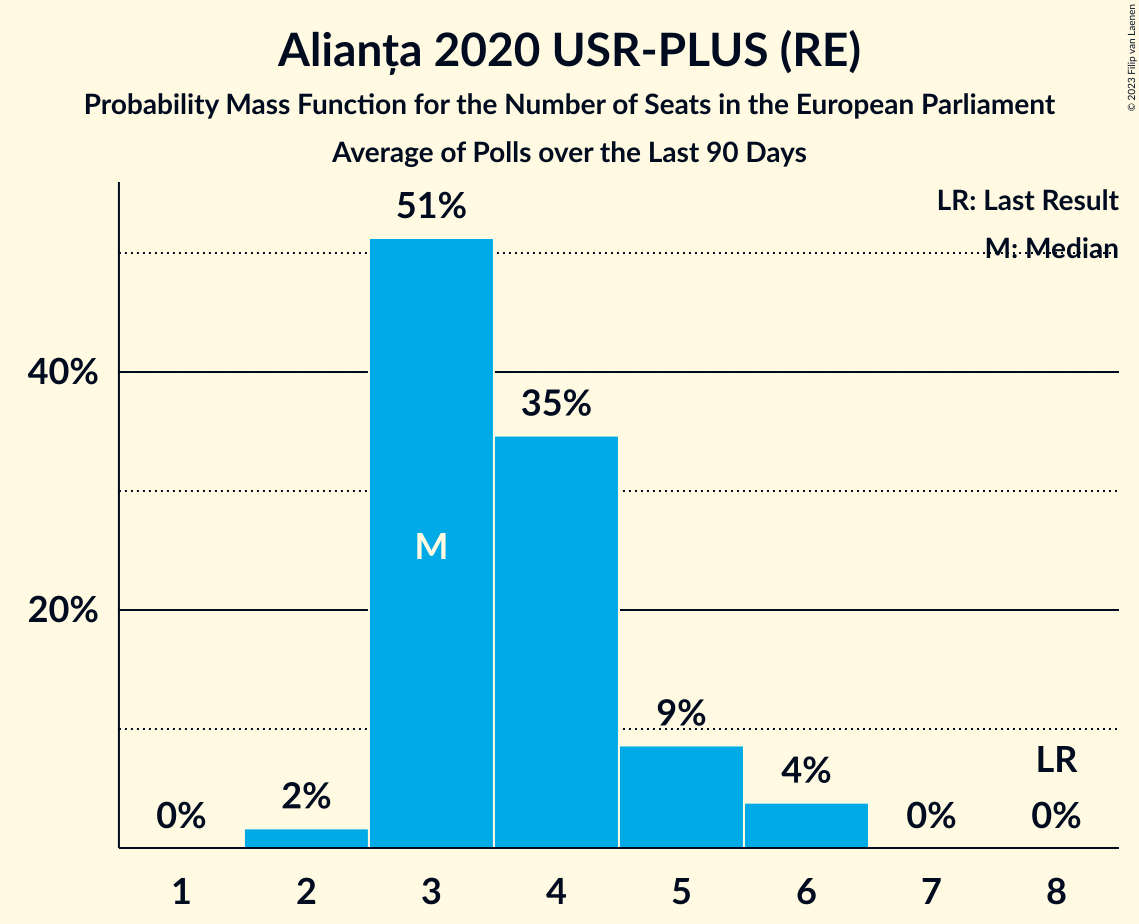 Alianța 2020 USR-PLUS (RE)
Probability Mass Function for the Number of Seats in the European Parliament
Average of Polls over the Last 90 Days
© 2023 Filip van Laenen
LR: Last Result
M: Median
51%
40%
35%
M
20%
9%
LR
4%
2%
0%
0%
0%
1 2 3 4 5 6 7 8